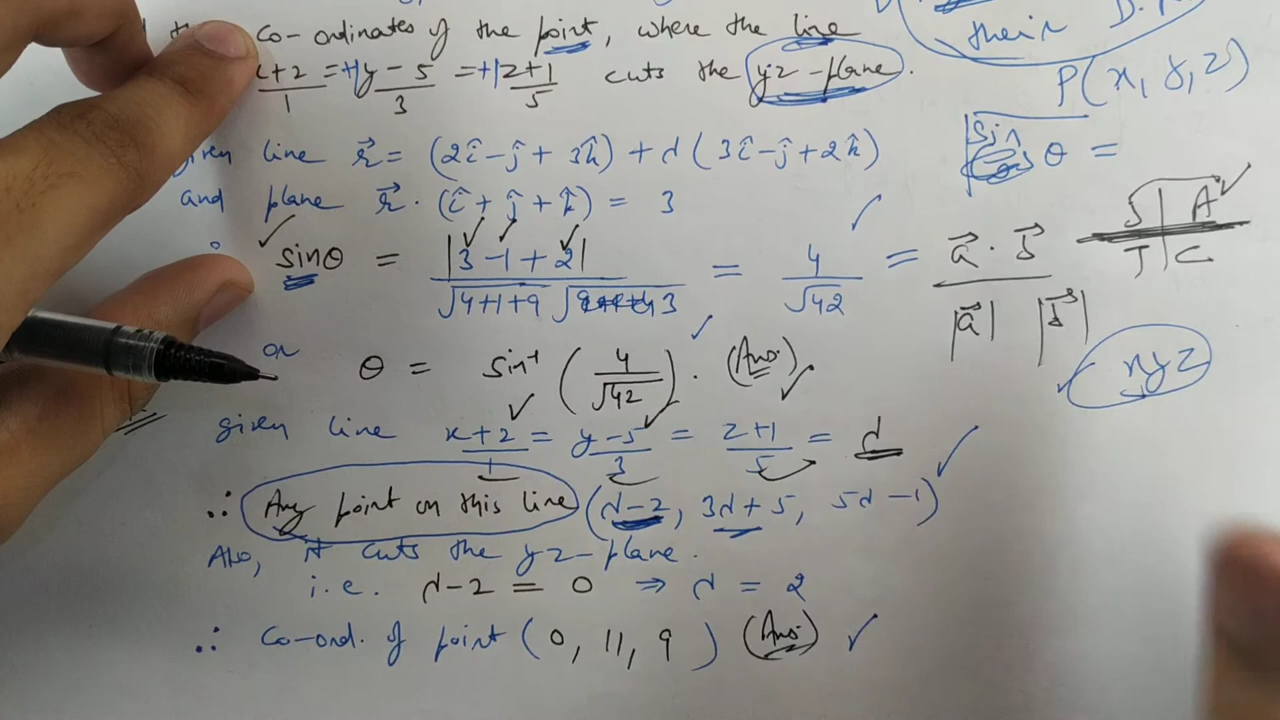 Co-ordinates of the point, where the line
x+2/1 = y-5/3 = z+1/5 cuts the yz-plane.
their
P(x, y, z)
given line r⃗ = (2î-ĵ+3k̂) + λ(3î-ĵ+2k̂)
and plane r⃗·(î+ĵ+k̂) = 3
sin θ =
sinθ = |3-1+2| / √4+1+9 √3 = 4/√42 = a⃗·b⃗ / |a⃗| |b⃗|
S A
T C
or θ = sin⁻¹(4/√42). (Ans.)
xyz
given line x+2/1 = y-5/3 = z+1/5 = λ
∴ Any point on this line (λ-2, 3λ+5, 5λ-1)
Also, it cuts the yz-plane.
i.e. λ-2 = 0 ⇒ λ = 2
∴ Co-ord. of point (0, 11, 9) (Ans.)